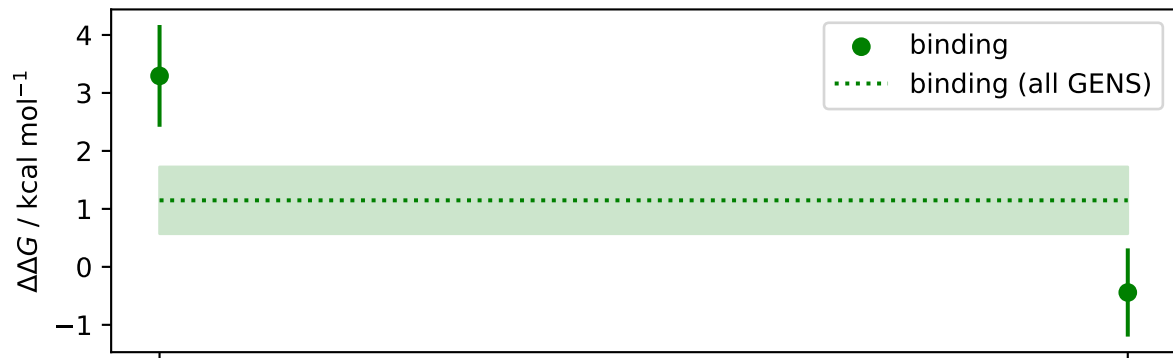 4
3
2
1
0
−1
ΔΔG / kcal mol⁻¹
binding
binding (all GENS)